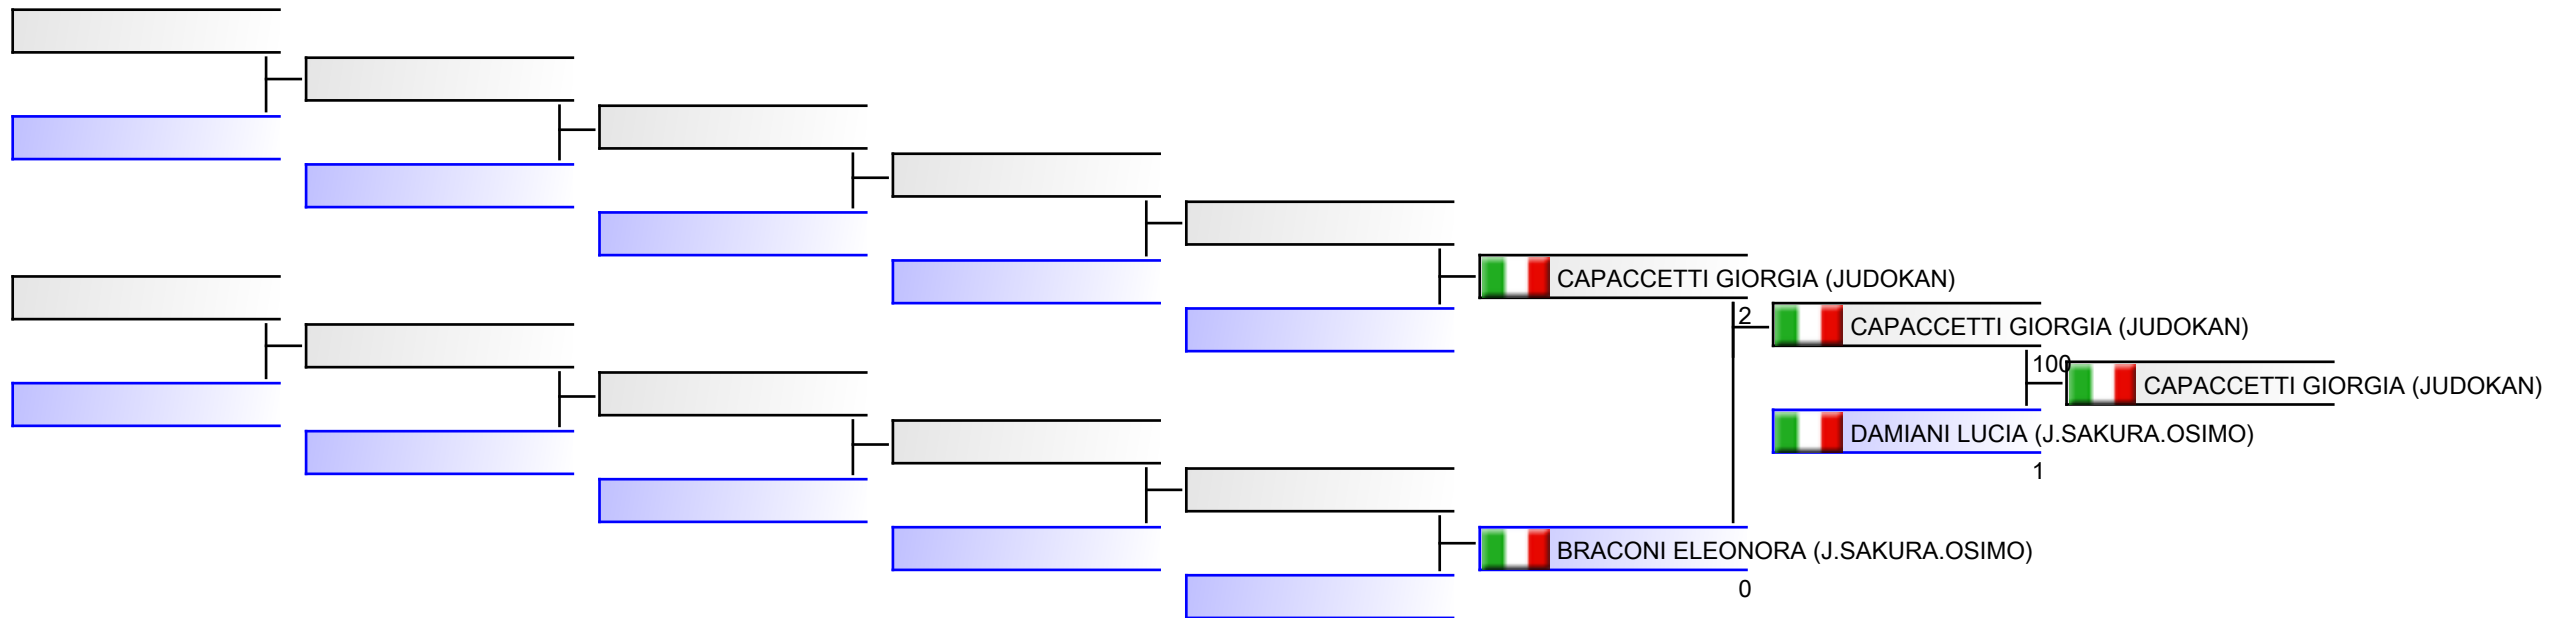 CAPACCETTI GIORGIA (JUDOKAN)
2
CAPACCETTI GIORGIA (JUDOKAN)
100
CAPACCETTI GIORGIA (JUDOKAN)
DAMIANI LUCIA (J.SAKURA.OSIMO)
1
BRACONI ELEONORA (J.SAKURA.OSIMO)
0